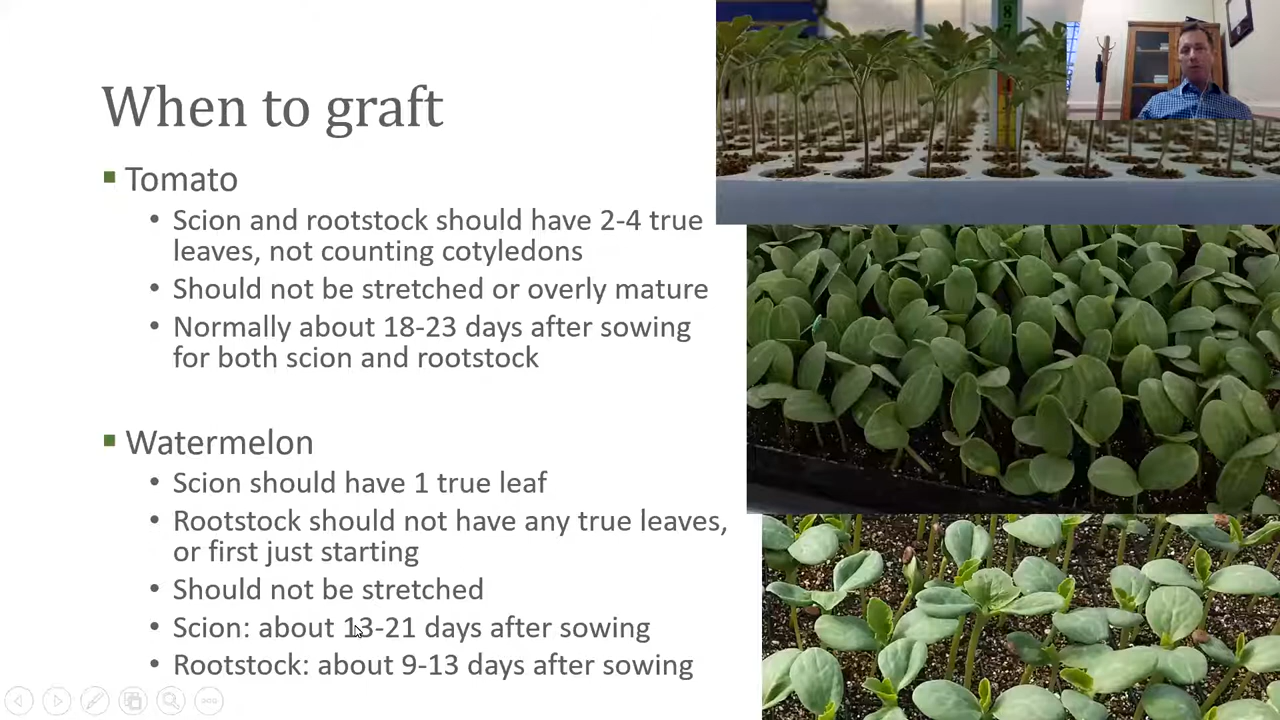 When to graft
Tomato
Scion and rootstock should have 2-4 true
leaves, not counting cotyledons
Should not be stretched or overly mature
Normally about 18-23 days after sowing
for both scion and rootstock
Watermelon
Scion should have 1 true leaf
Rootstock should not have any true leaves,
or first just starting
Should not be stretched
Scion: about 13-21 days after sowing
Rootstock: about 9-13 days after sowing